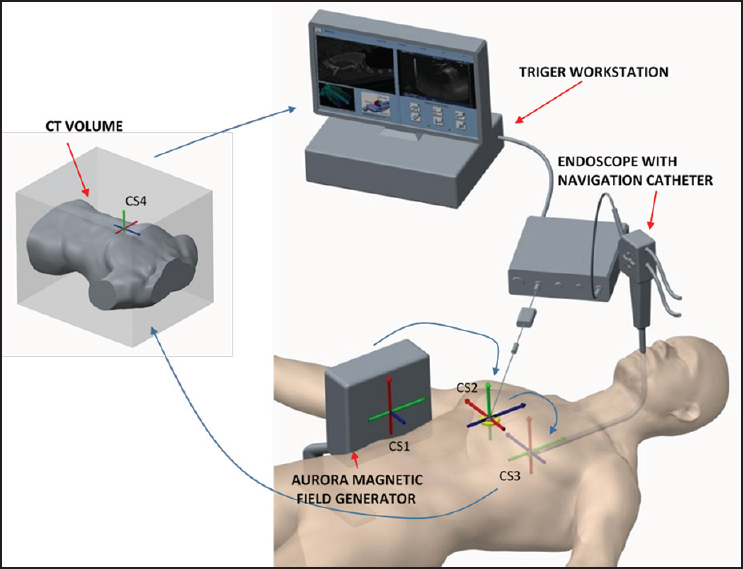 TRIGER WORKSTATION
CT VOLUME
ENDOSCOPE WITH
NAVIGATION CATHETER
CS4
CS2
CS1
CS3
AURORA MAGNETIC
FIELD GENERATOR